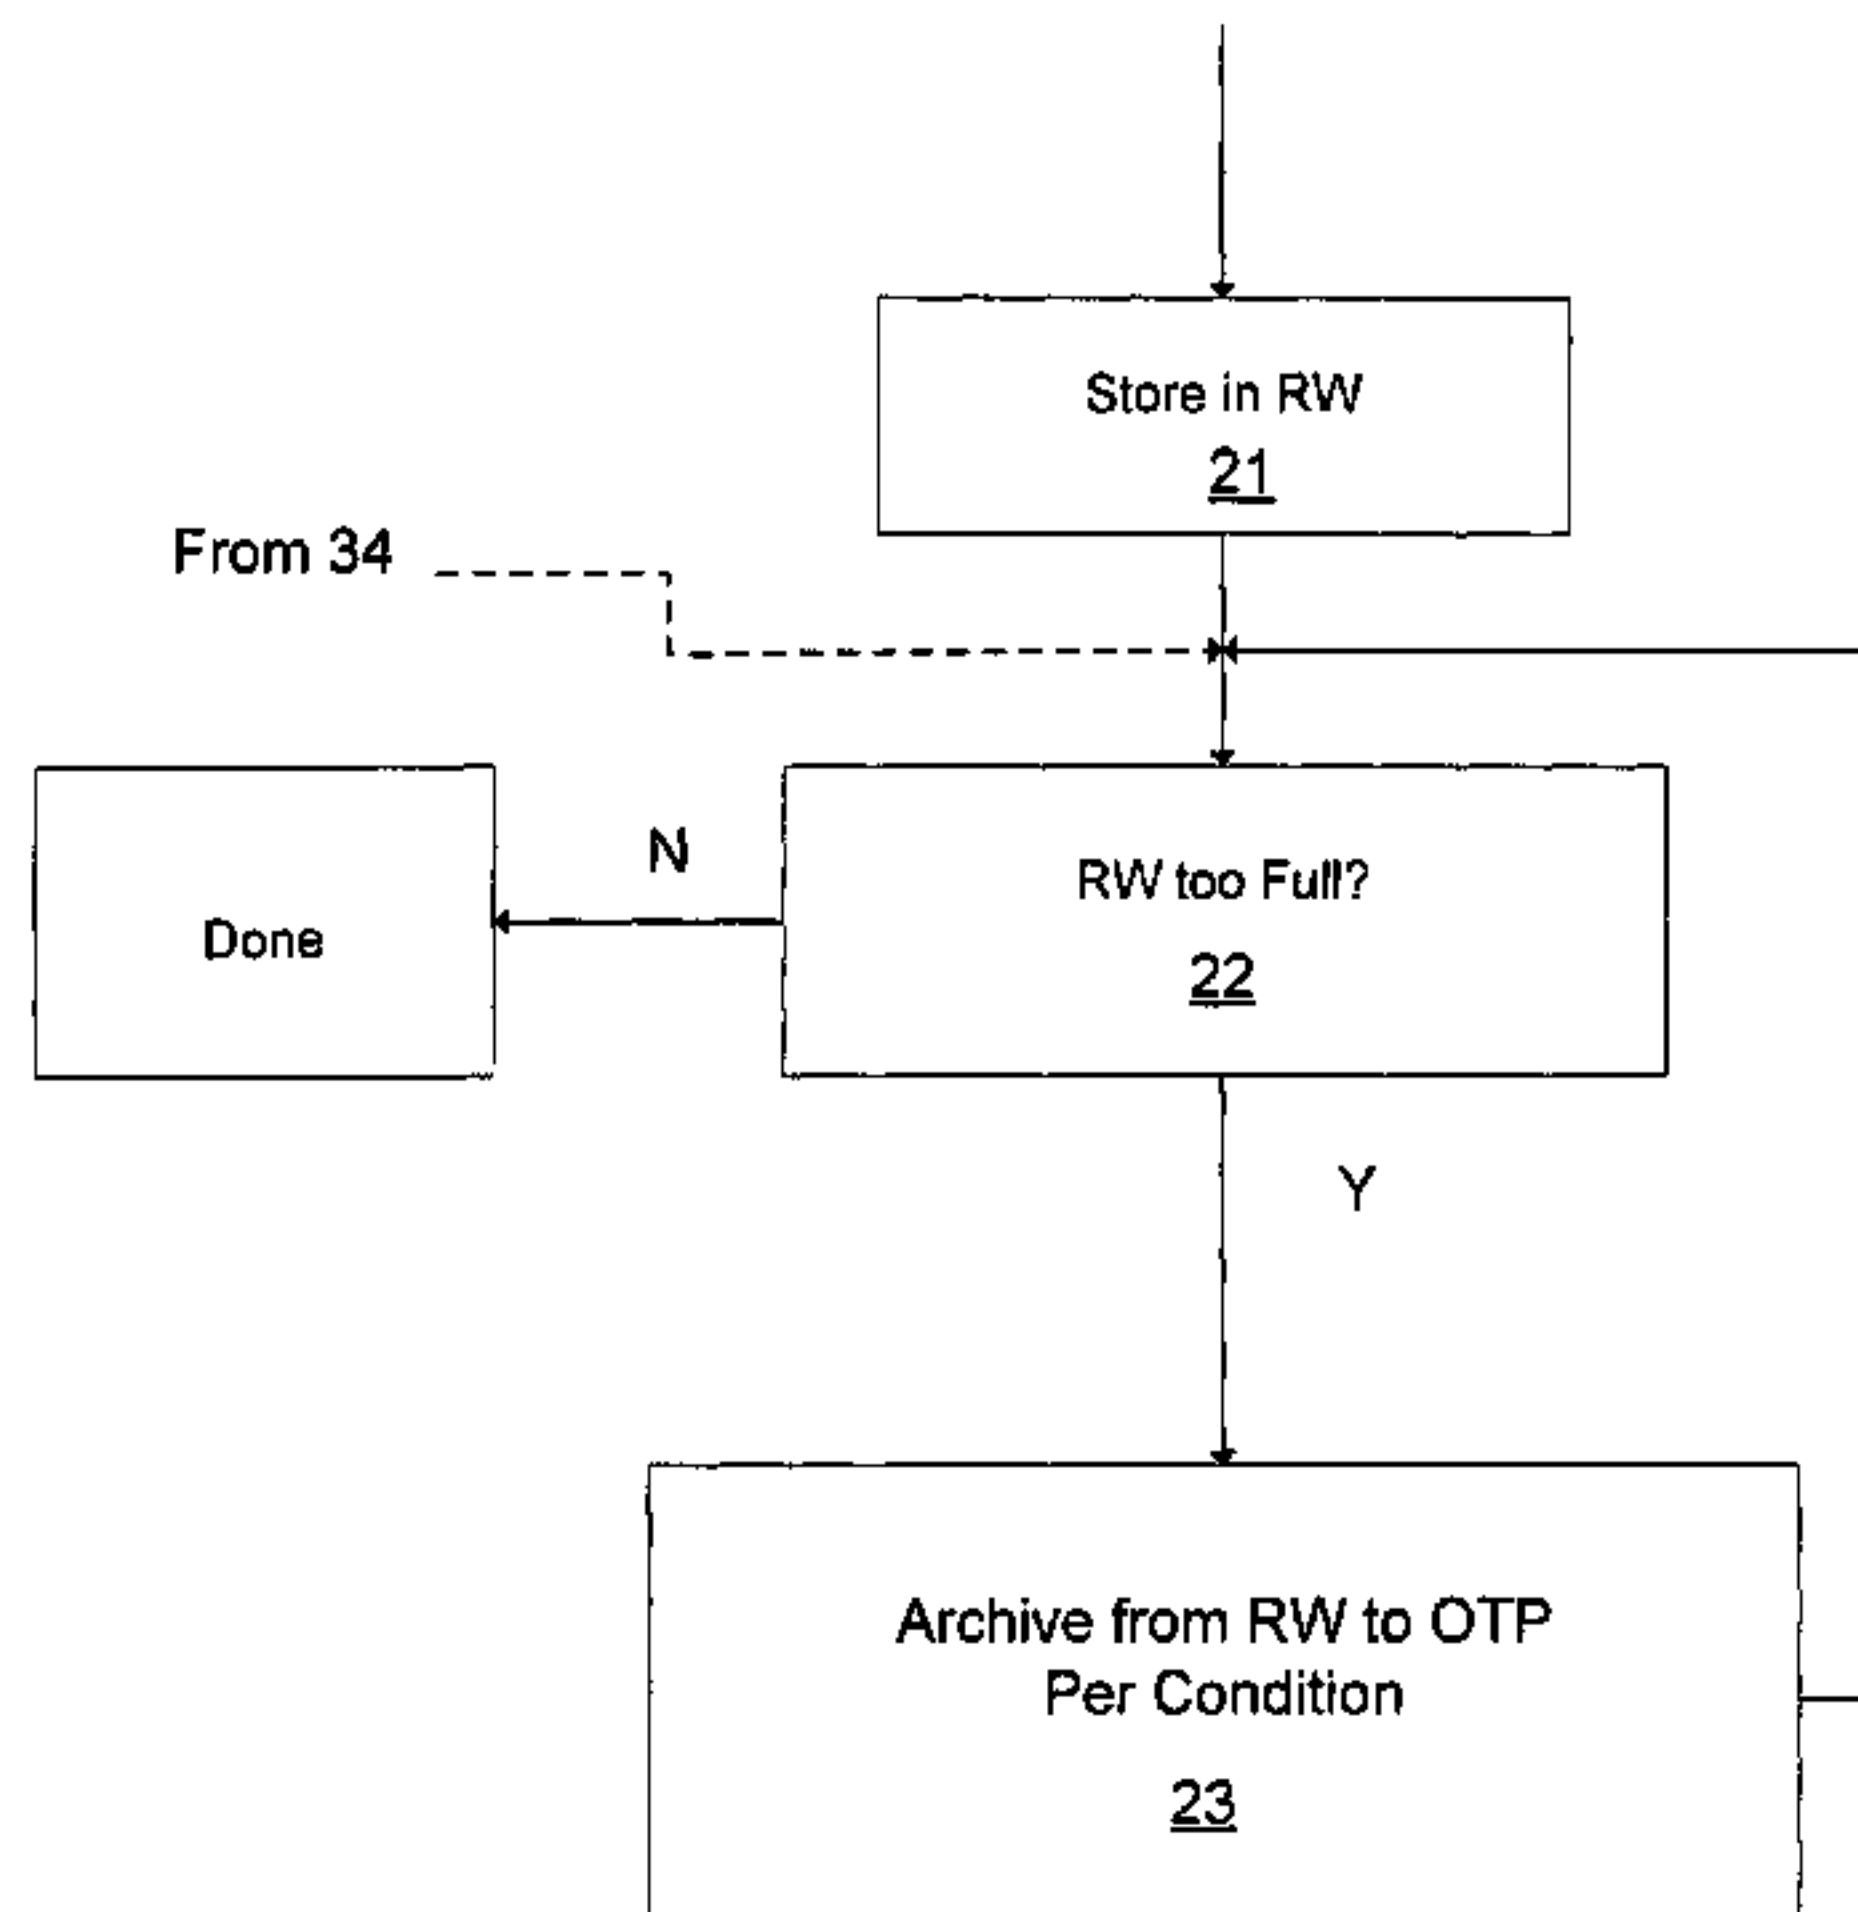 Store in RW
21
From 34
N
RW too Full?
22
Done
Y
Archive from RW to OTP
Per Condition
23